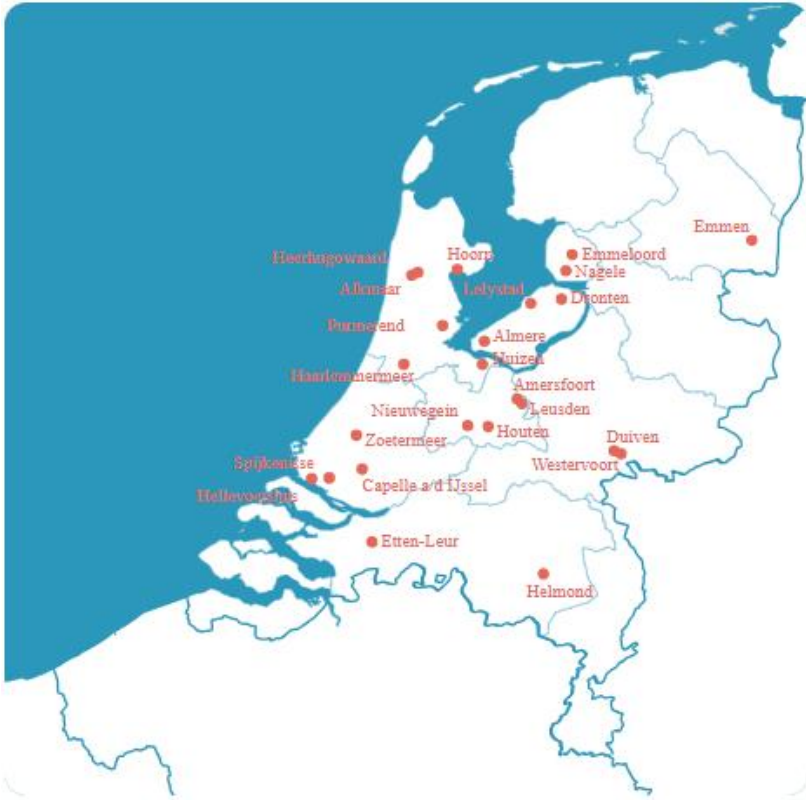 Emmen
Heerhugowaard
Hoorn
Emmeloord
Nagele
Alkmaar
Lelystad
Dronten
Purmerend
Almere
Huizen
Haarlemmermeer
Amersfoort
Leusden
Nieuwegein
Houten
Zoetermeer
Duiven
Westervoort
Spijkenisse
Capelle a/d IJssel
Hellevoetsluis
Etten-Leur
Helmond